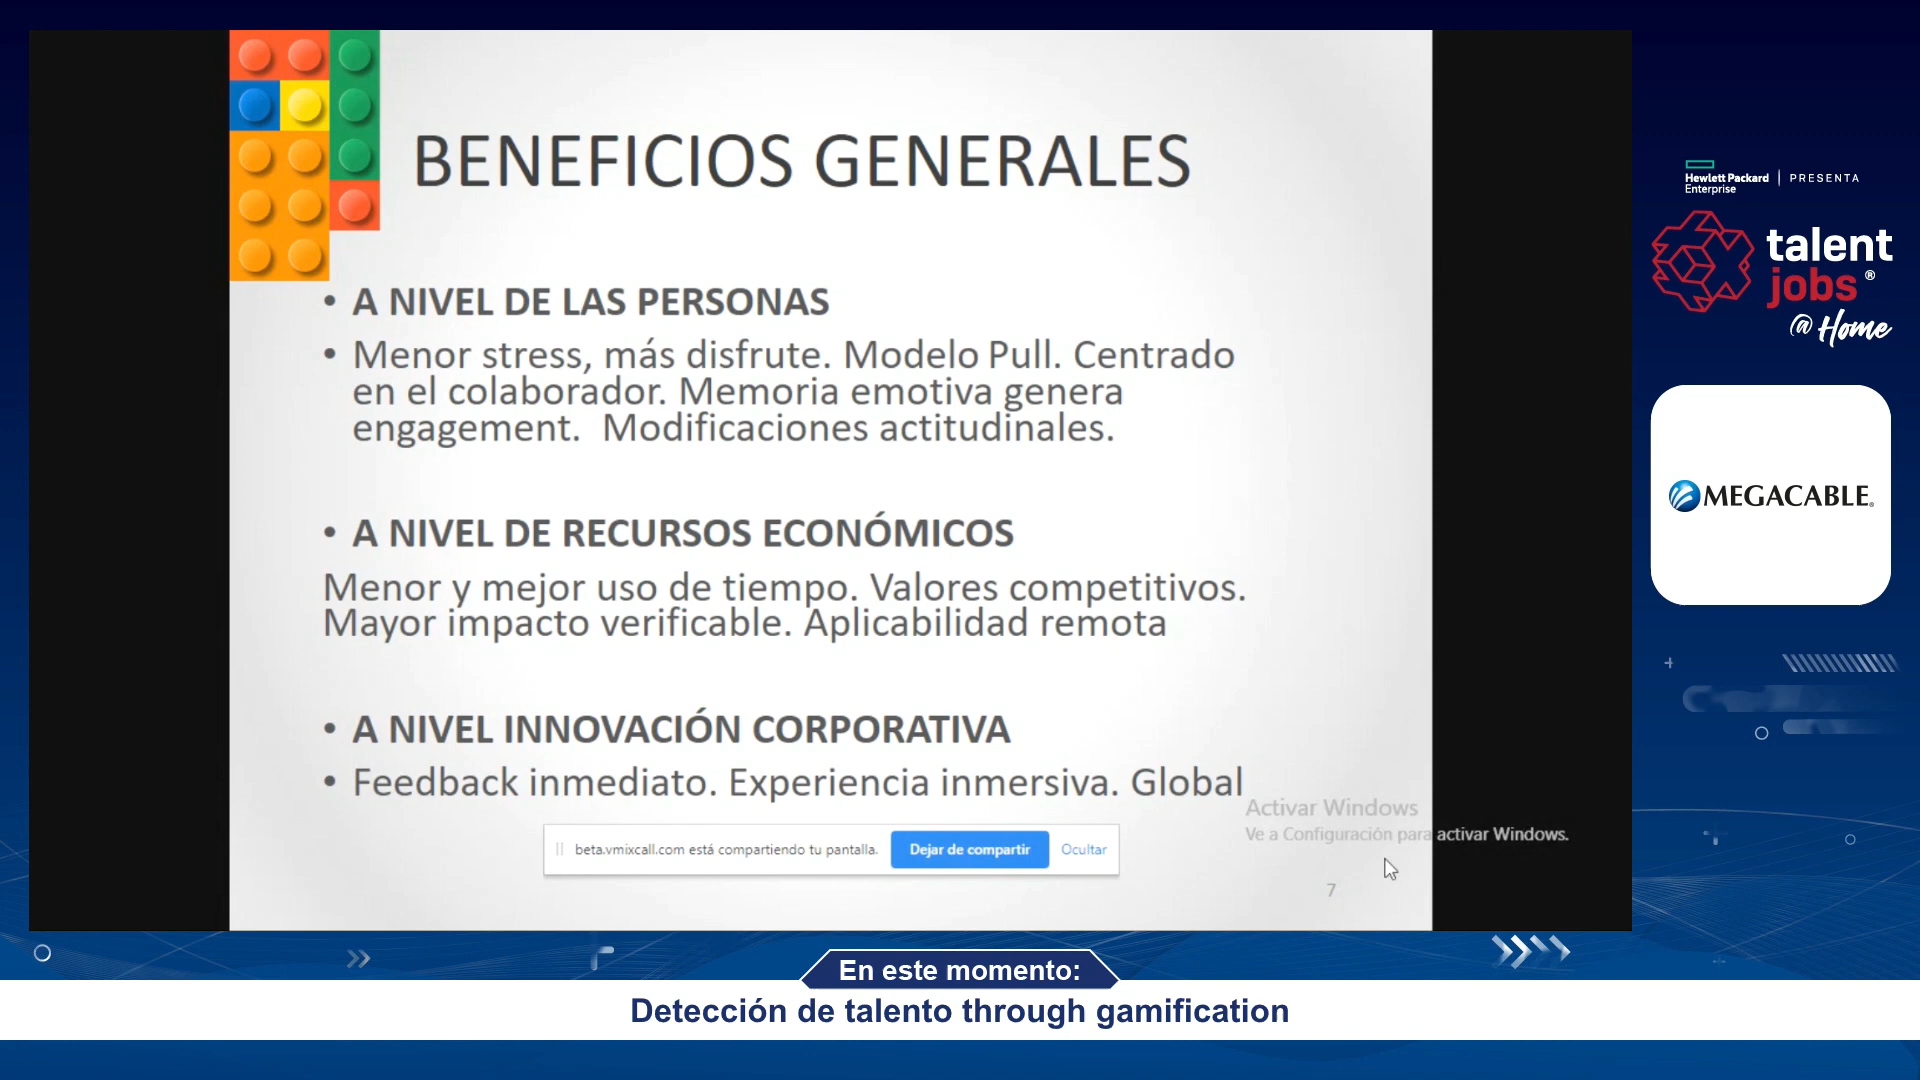 BENEFICIOS GENERALES
• A NIVEL DE LAS PERSONAS
• Menor stress, más disfrute. Modelo Pull. Centrado
en el colaborador. Memoria emotiva genera
engagement. Modificaciones actitudinales.
• A NIVEL DE RECURSOS ECONÓMICOS
Menor y mejor uso de tiempo. Valores competitivos.
Mayor impacto verificable. Aplicabilidad remota
• A NIVEL INNOVACIÓN CORPORATIVA
• Feedback inmediato. Experiencia inmersiva. Global
Activar Windows
Ve a Configuración para activar Windows.
beta.vmixcall.com está compartiendo tu pantalla. Dejar de compartir Ocultar
7
Hewlett Packard
Enterprise
PRESENTA
talent
jobs®
@Home
MEGACABLE
En este momento:
Detección de talento through gamification